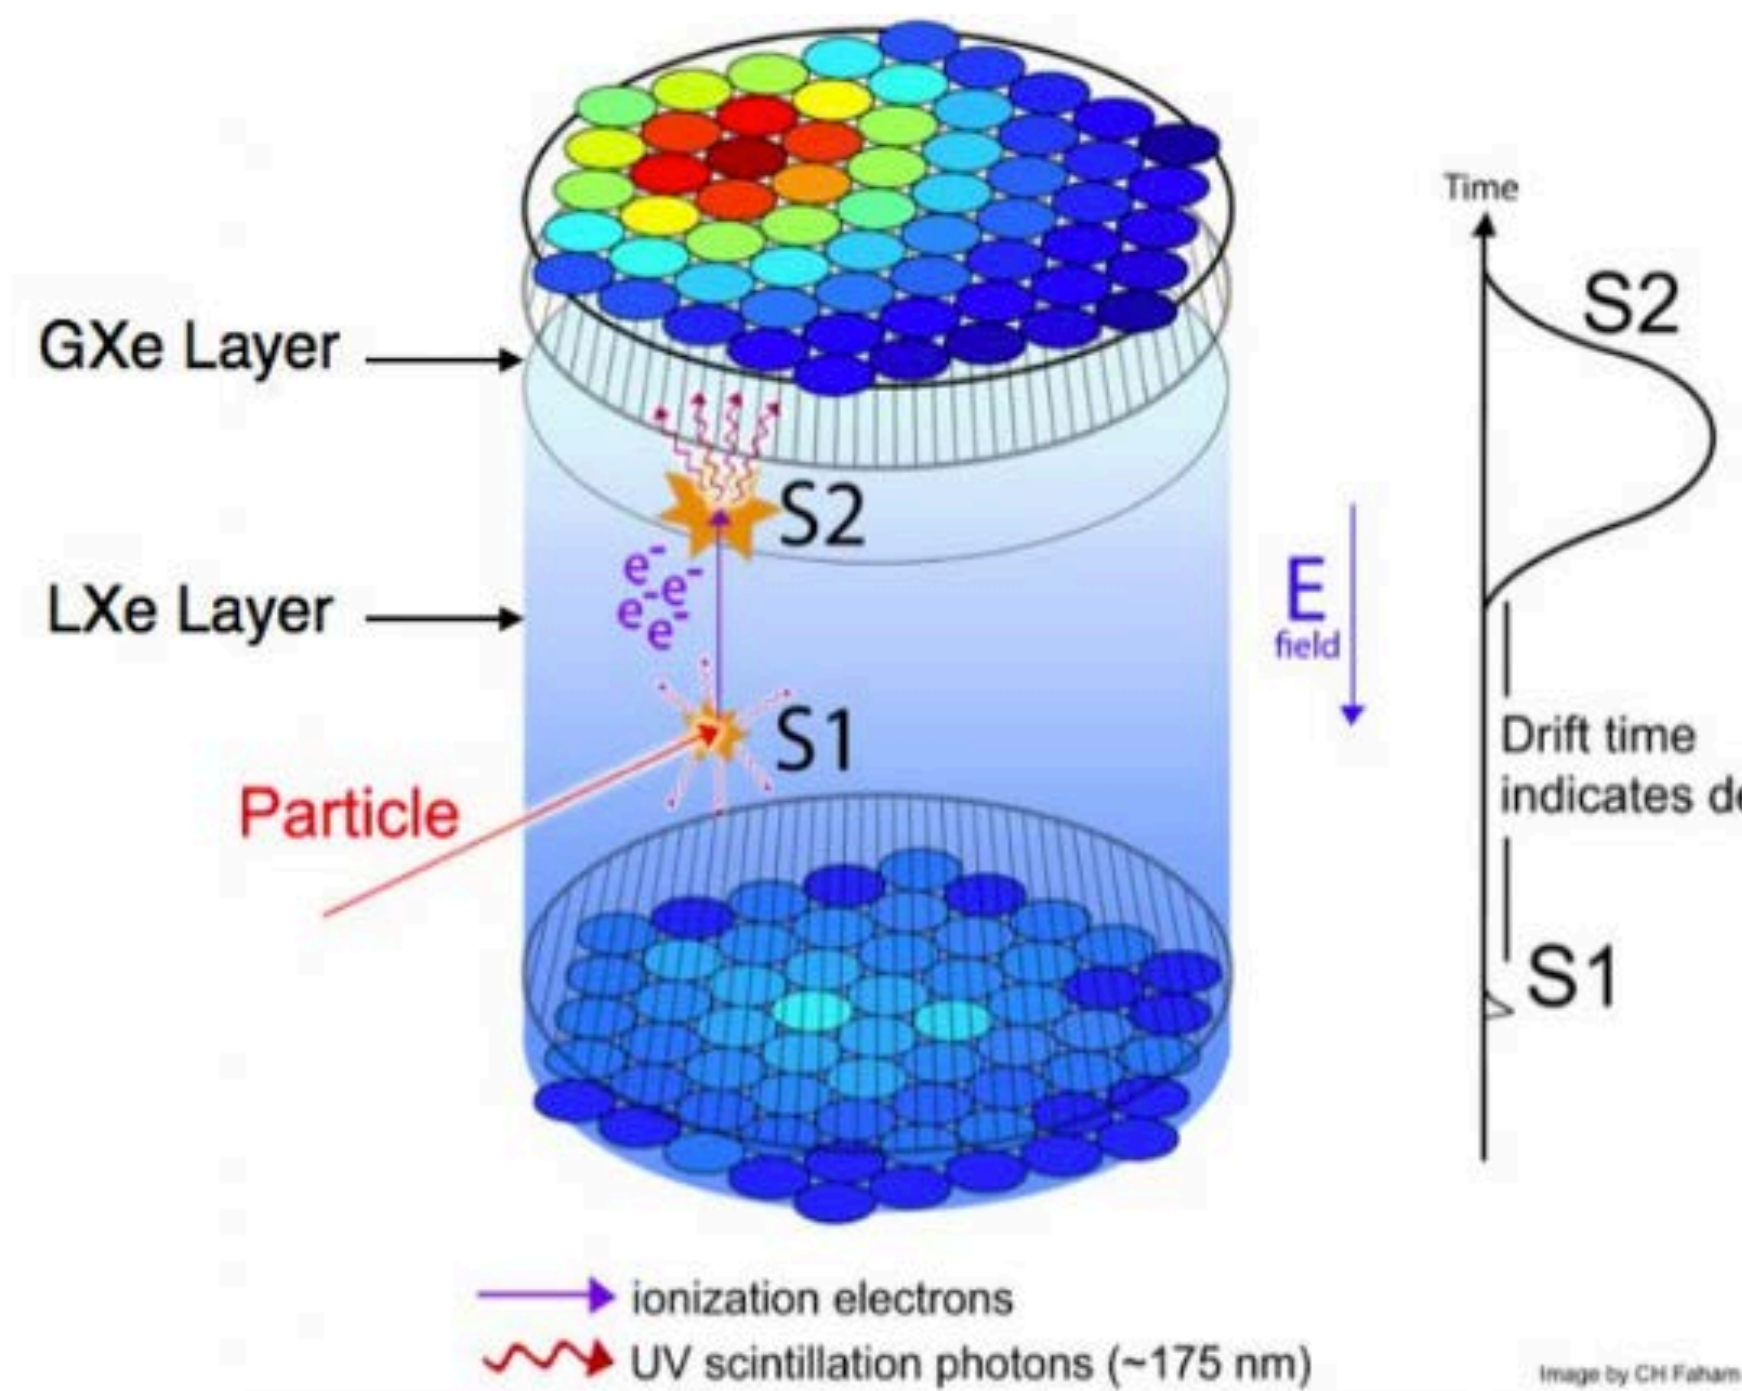 Time
S2
GXe Layer
S2
e-
e-
e-
e-
E
field
LXe Layer
S1
Drift time
indicates de
Particle
S1
ionization electrons
UV scintillation photons (~175 nm)
Image by CH Faham